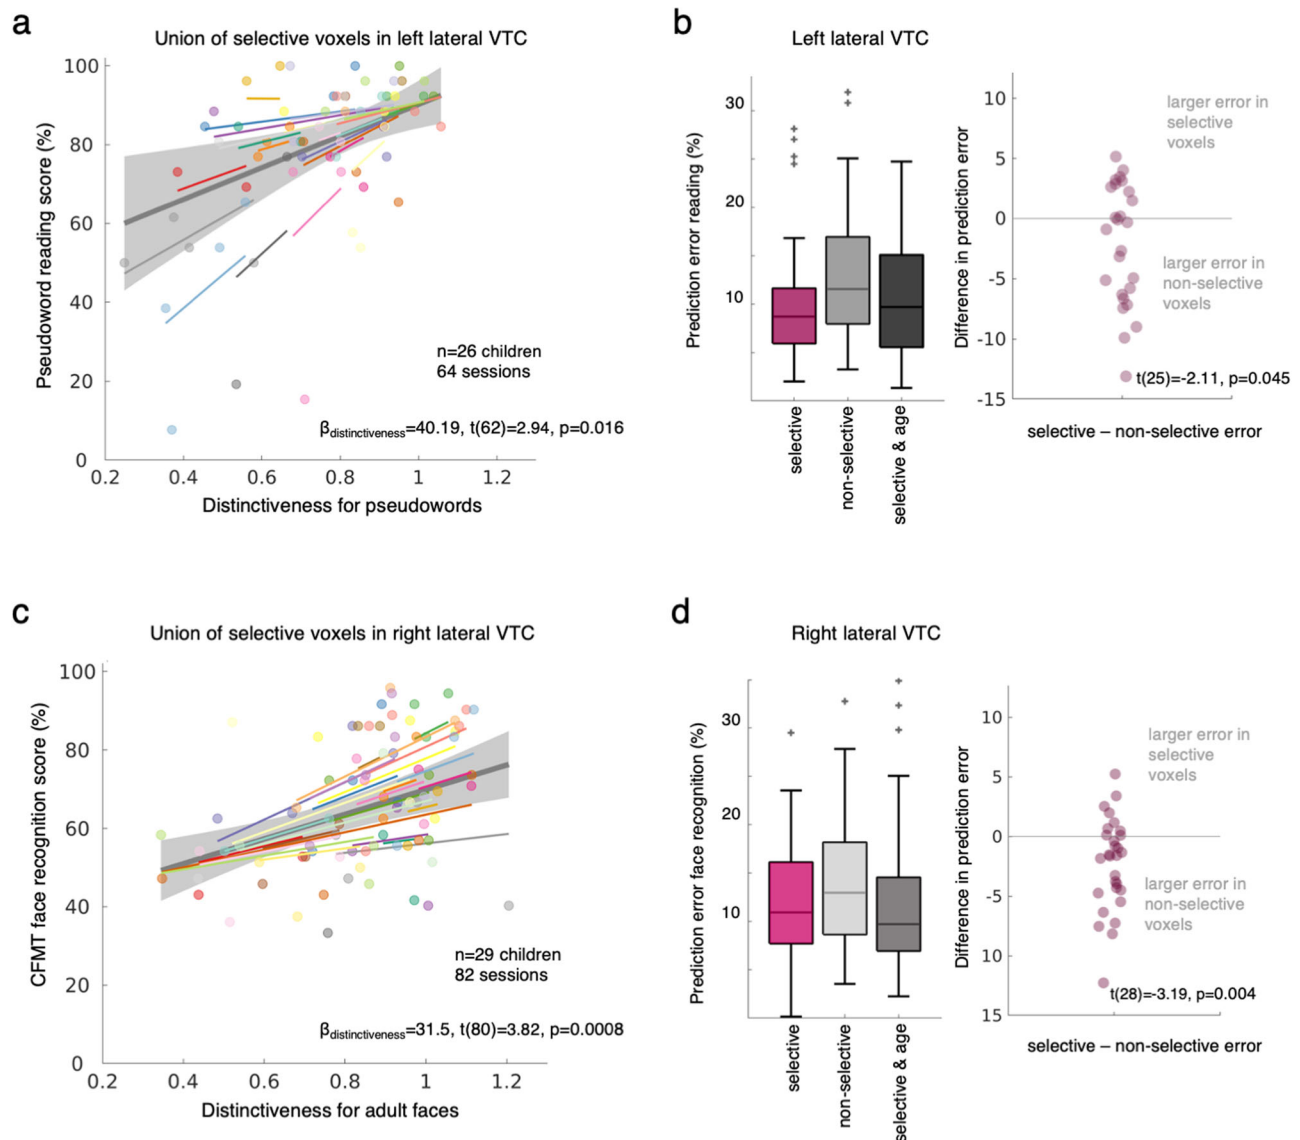 a
Union of selective voxels in left lateral VTC
Pseudoword reading score (%)
100
80
60
40
20
0
0.2 0.4 0.6 0.8 1 1.2
n=26 children
64 sessions
βdistinctiveness=40.19, t(62)=2.94, p=0.016
Distinctiveness for pseudowords
b
Left lateral VTC
Prediction error reading (%)
30
20
10
selective
non-selective
selective & age
Difference in prediction error
10
5
0
-5
-10
-15
larger error in
selective
voxels
larger error in
non-selective
voxels
t(25)=-2.11, p=0.045
selective – non-selective error
c
Union of selective voxels in right lateral VTC
CFMT face recognition score (%)
100
80
60
40
20
0
0.2 0.4 0.6 0.8 1 1.2
n=29 children
82 sessions
βdistinctiveness=31.5, t(80)=3.82, p=0.0008
Distinctiveness for adult faces
d
Right lateral VTC
Prediction error face recognition (%)
30
20
10
selective
non-selective
selective & age
Difference in prediction error
10
5
0
-5
10
15
larger error in
selective
voxels
larger error in
non-selective
voxels
t(28)=-3.19, p=0.004
selective – non-selective error